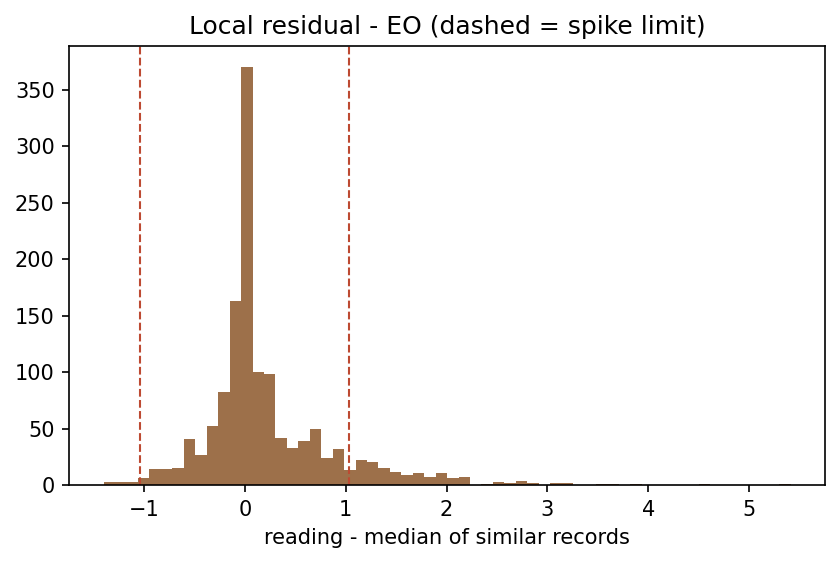 Local residual - EO (dashed = spike limit)
350
300
250
200
150
100
50
0
−1 0 1 2 3 4 5
reading - median of similar records